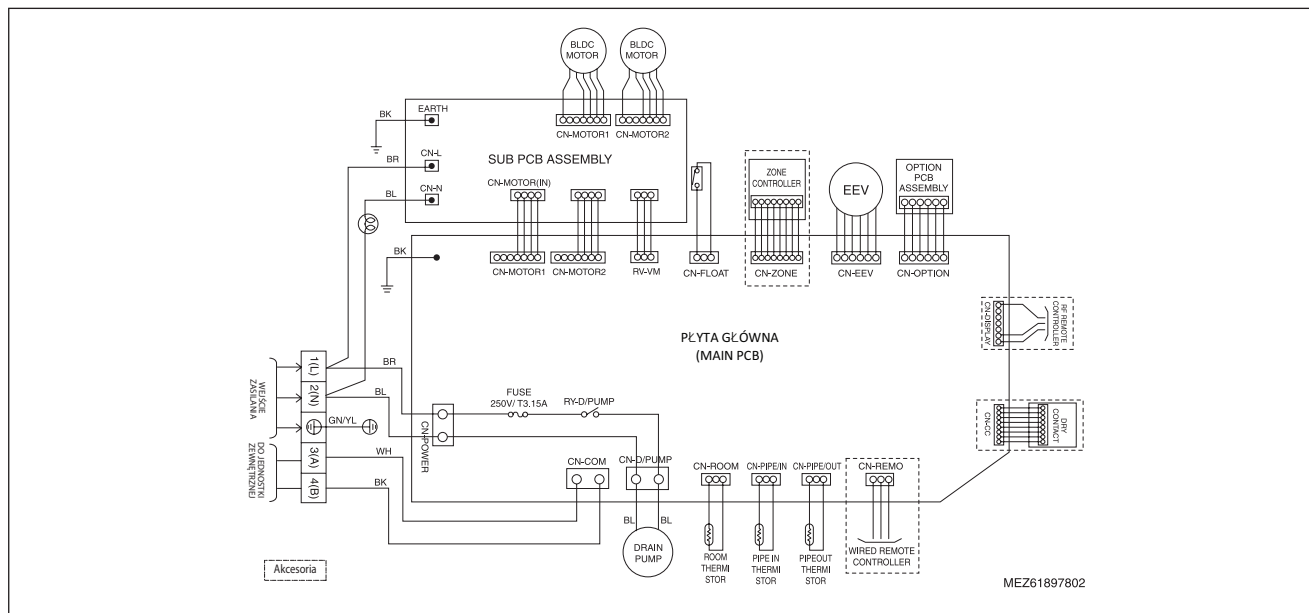 BLDC
MOTOR
BLDC
MOTOR
EARTH
BK
CN-MOTOR1
CN-MOTOR2
CN-L
BR
SUB PCB ASSEMBLY
CN-N
BL
CN-MOTOR(IN)
ZONE
CONTROLLER
EEV
OPTION
PCB
ASSEMBLY
BK
CN-MOTOR1
CN-MOTOR2
RV-VM
CN-FLOAT
CN-ZONE
CN-EEV
CN-OPTION
CN-DISPLAY
RF REMOTE
CONTROLLER
PŁYTA GŁÓWNA
(MAIN PCB)
WEJŚCIE
ZASILANIA
1(L)
BR
2(N)
BL
GN/YL
FUSE
250V/ T3.15A
RY-D/PUMP
CN-POWER
CN-CC
DRY
CONTACT
DO JEDNOSTKI
ZEWNĘTRZNEJ
3(A)
WH
4(B)
BK
CN-COM
CN-D/PUMP
CN-ROOM
CN-PIPE/IN
CN-PIPE/OUT
CN-REMO
BL
BL
DRAIN
PUMP
ROOM
THERMI
STOR
PIPE IN
THERMI
STOR
PIPEOUT
THERMI
STOR
WIRED REMOTE
CONTROLLER
Akcesoria
MEZ61897802